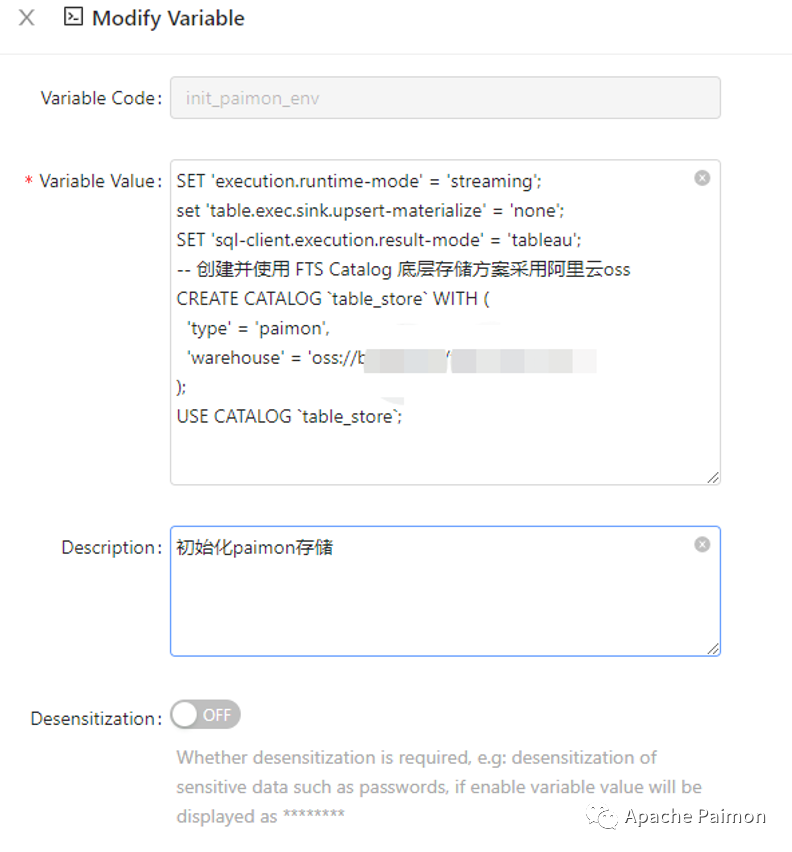 Modify Variable
Variable Code:
init_paimon_env
* Variable Value:
SET 'execution.runtime-mode' = 'streaming';
set 'table.exec.sink.upsert-materialize' = 'none';
SET 'sql-client.execution.result-mode' = 'tableau';
-- 创建并使用 FTS Catalog 底层存储方案采用阿里云oss
CREATE CATALOG `table_store` WITH (
'type' = 'paimon',
'warehouse' = 'oss://
);
USE CATALOG `table_store`;
Description:
初始化paimon存储
Desensitization:
OFF
Whether desensitization is required, e.g: desensitization of
sensitive data such as passwords, if enable variable value will be
displayed as ********
Apache Paimon